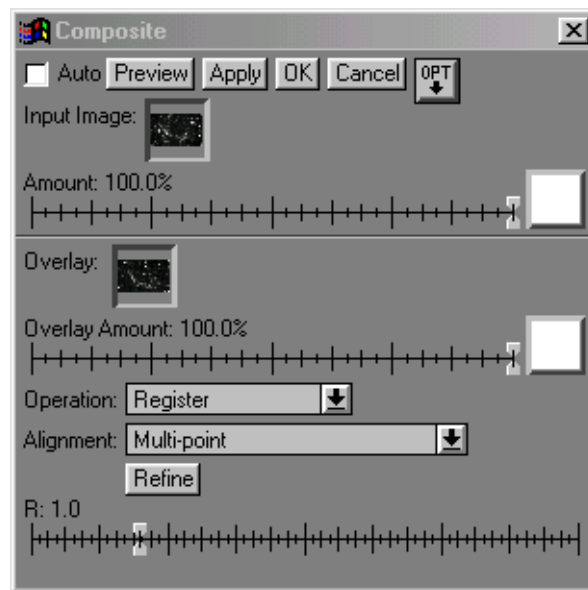 Composite
Auto Preview Apply OK Cancel OPT
Input Image:
Amount: 100.0%
Overlay:
Overlay Amount: 100.0%
Operation: Register
Alignment: Multi-point
Refine
R: 1.0